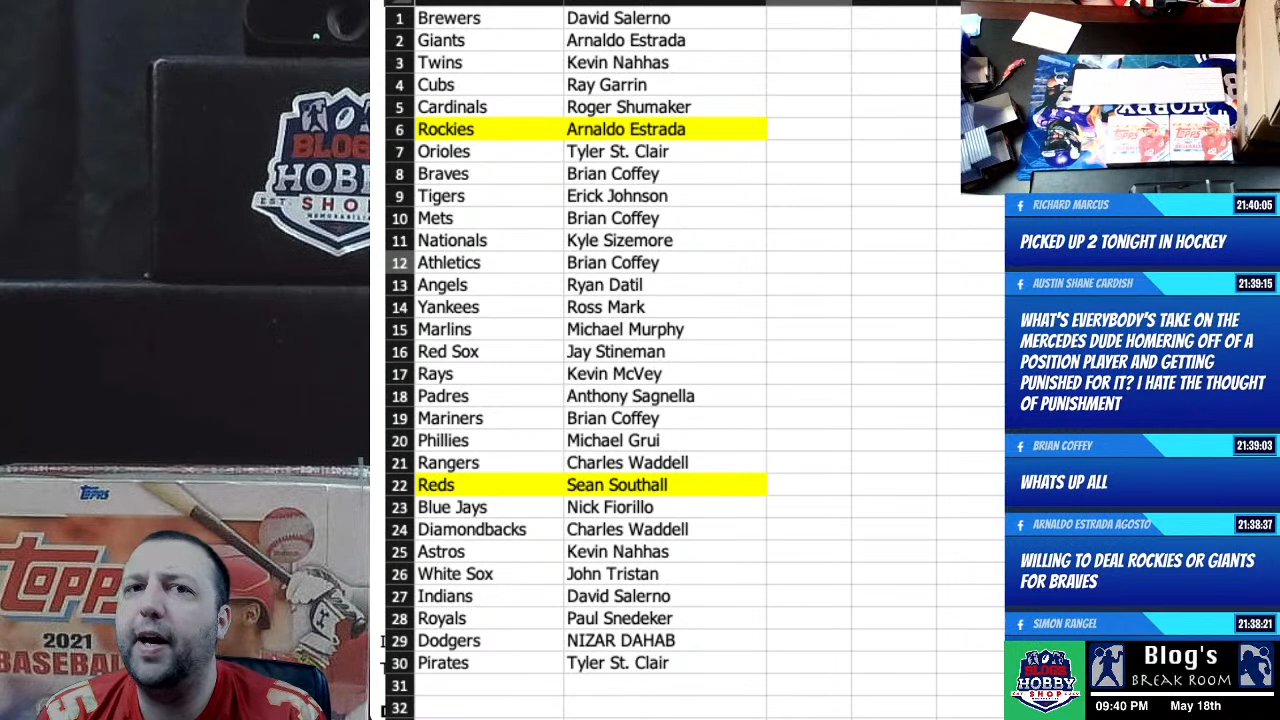 BLOG'S
HOBBY
EST.
SHOP
MEMORABILIA
TOPPS
TOPPS
2021
BASEBALL
1 Brewers David Salerno
2 Giants Arnaldo Estrada
3 Twins Kevin Nahhas
4 Cubs Ray Garrin
5 Cardinals Roger Shumaker
6 Rockies Arnaldo Estrada
7 Orioles Tyler St. Clair
8 Braves Brian Coffey
9 Tigers Erick Johnson
10 Mets Brian Coffey
11 Nationals Kyle Sizemore
12 Athletics Brian Coffey
13 Angels Ryan Datil
14 Yankees Ross Mark
15 Marlins Michael Murphy
16 Red Sox Jay Stineman
17 Rays Kevin McVey
18 Padres Anthony Sagnella
19 Mariners Brian Coffey
20 Phillies Michael Grui
21 Rangers Charles Waddell
22 Reds Sean Southall
23 Blue Jays Nick Fiorillo
24 Diamondbacks Charles Waddell
25 Astros Kevin Nahhas
26 White Sox John Tristan
27 Indians David Salerno
28 Royals Paul Snedeker
29 Dodgers NIZAR DAHAB
30 Pirates Tyler St. Clair
31
32
HOBBY
TOPPS
TOPPS
RICHARD MARCUS 21:40:05
PICKED UP 2 TONIGHT IN HOCKEY
AUSTIN SHANE CARDISH 21:39:15
WHAT'S EVERYBODY'S TAKE ON THE
MERCEDES DUDE HOMERING OFF OF A
POSITION PLAYER AND GETTING
PUNISHED FOR IT? I HATE THE THOUGHT
OF PUNISHMENT
BRIAN COFFEY 21:39:03
WHATS UP ALL
ARNALDO ESTRADA AGOSTO 21:38:37
WILLING TO DEAL ROCKIES OR GIANTS
FOR BRAVES
SIMON RANGEL 21:38:21
BLOG'S
HOBBY
SHOP
Blog's
BREAK ROOM
09:40 PM May 18th